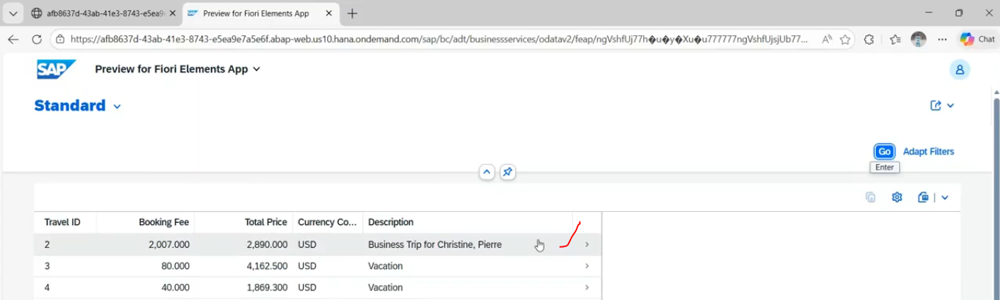 afb8637d-43ab-41e3-8743-e5ea9
Preview for Fiori Elements App
https://afb8637d-43ab-41e3-8743-e5ea9e7a5e6f.abap-web.us10.hana.ondemand.com/sap/bc/adt/businessservices/odatav2/feap/ngVshfUj77h�u�y�Xu�u777777ngVshfUjsjUb77...
Chat
SAP Preview for Fiori Elements App
Standard
Go Adapt Filters
Enter
Travel ID Booking Fee Total Price Currency Co... Description
2 2,007.000 2,890.000 USD Business Trip for Christine, Pierre
3 80.000 4,162.500 USD Vacation
4 40.000 1,869.300 USD Vacation